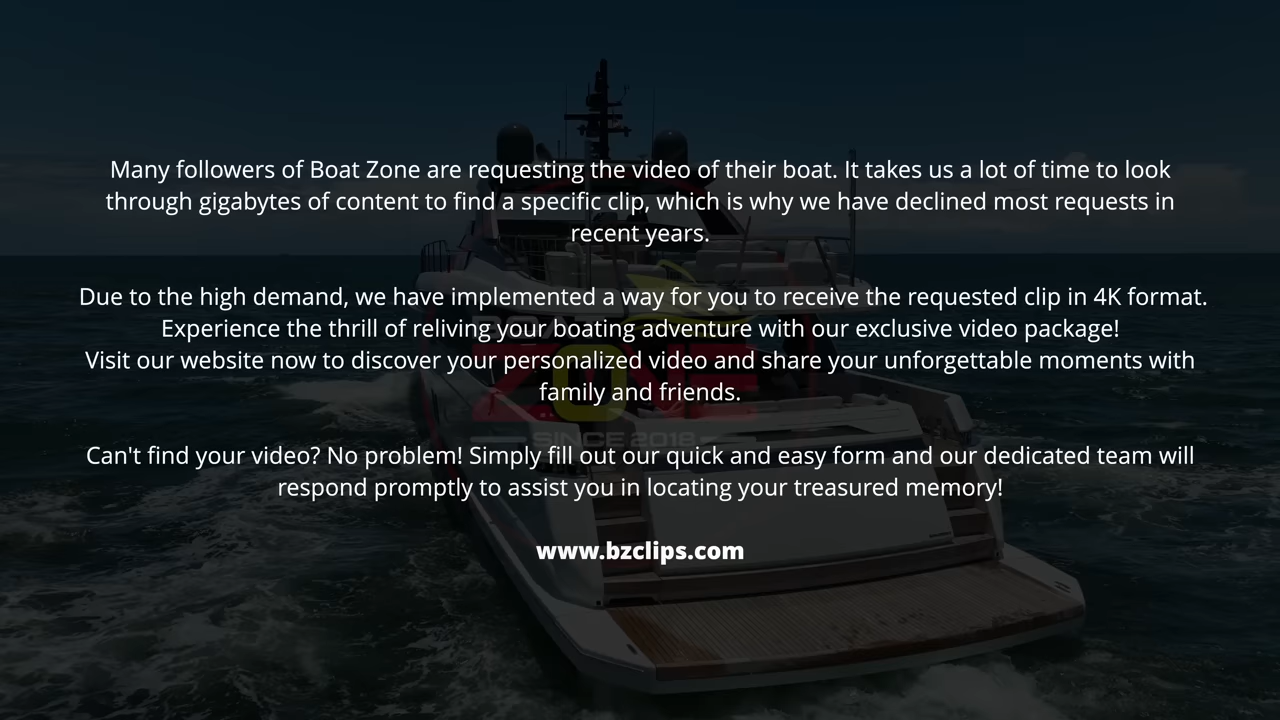 Many followers of Boat Zone are requesting the video of their boat. It takes us a lot of time to look
through gigabytes of content to find a specific clip, which is why we have declined most requests in
recent years.
Due to the high demand, we have implemented a way for you to receive the requested clip in 4K format.
Experience the thrill of reliving your boating adventure with our exclusive video package!
Visit our website now to discover your personalized video and share your unforgettable moments with
family and friends.
ZONE
SINCE 2018
Can't find your video? No problem! Simply fill out our quick and easy form and our dedicated team will
respond promptly to assist you in locating your treasured memory!
www.bzclips.com